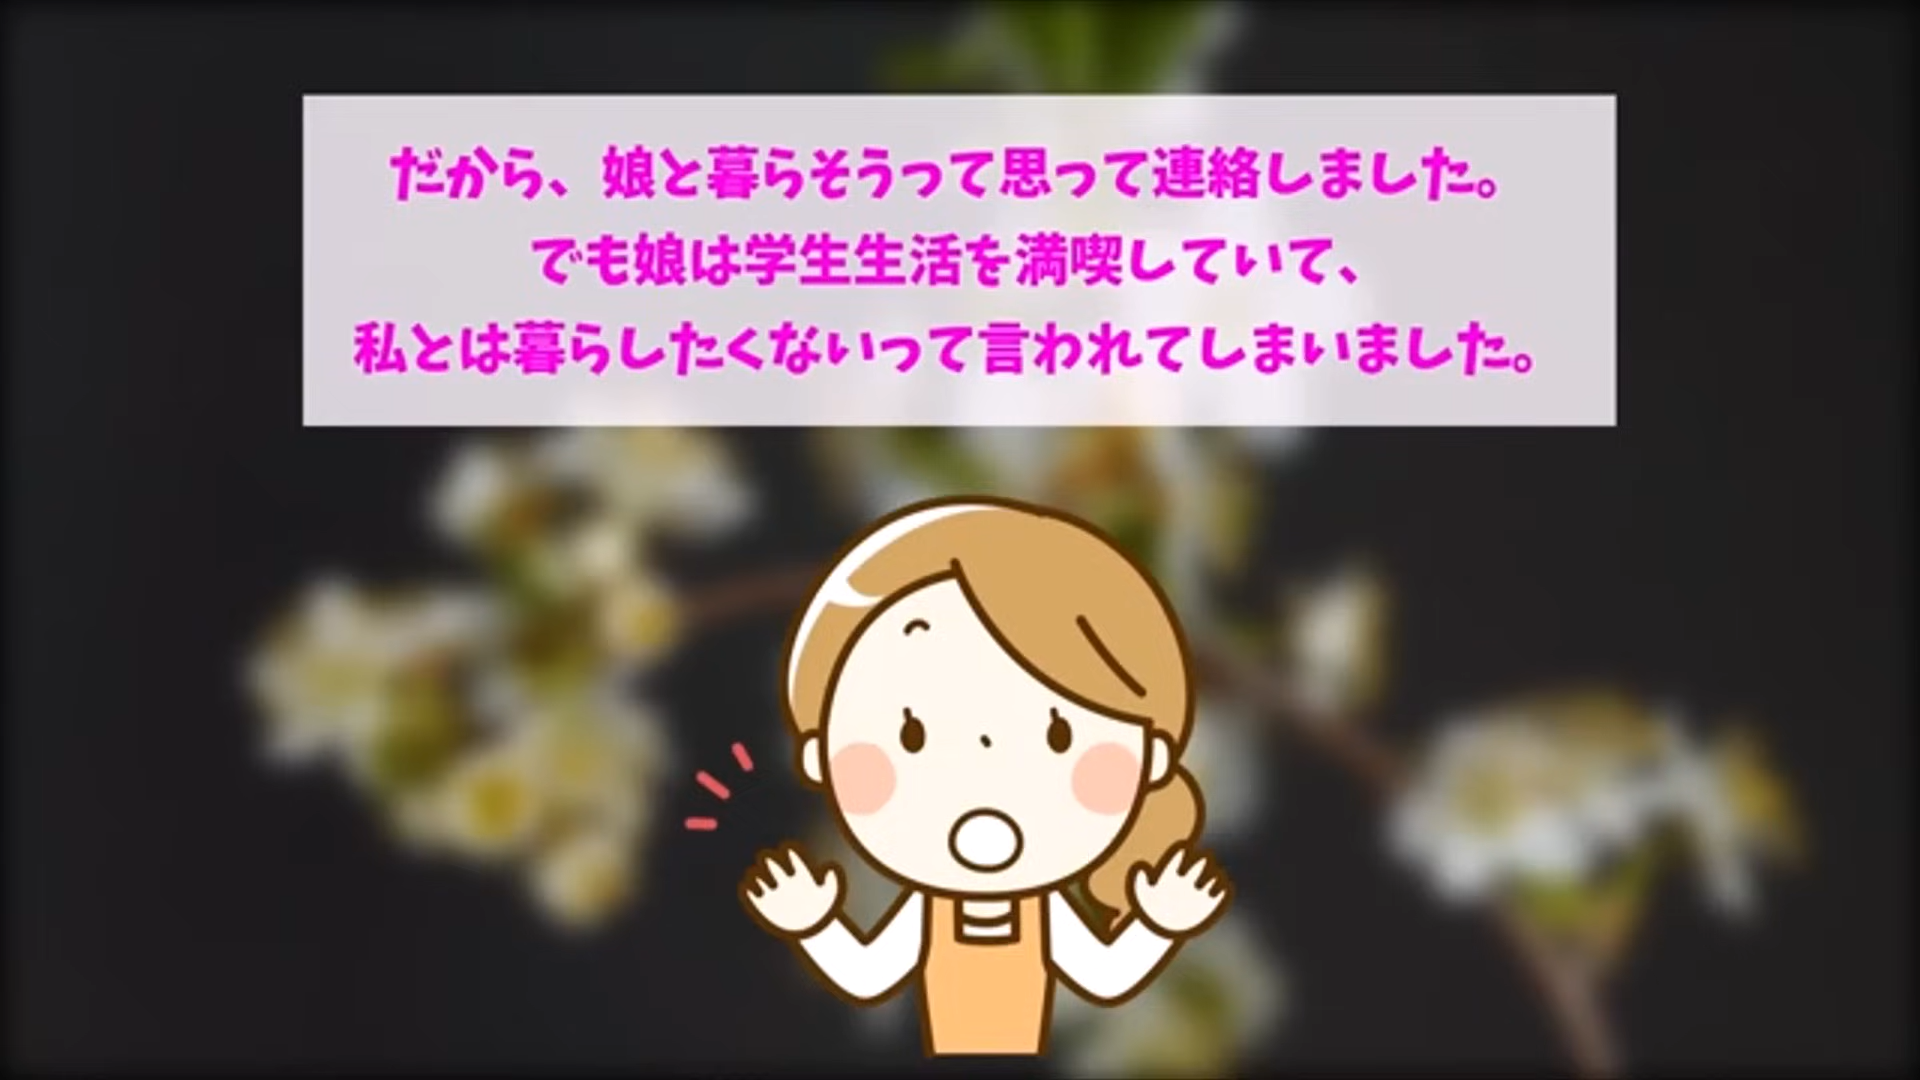 だから、娘と暮らそうって思って連絡しました。
でも娘は学生生活を満喫していて、
私とは暮らしたくないって言われてしまいました。